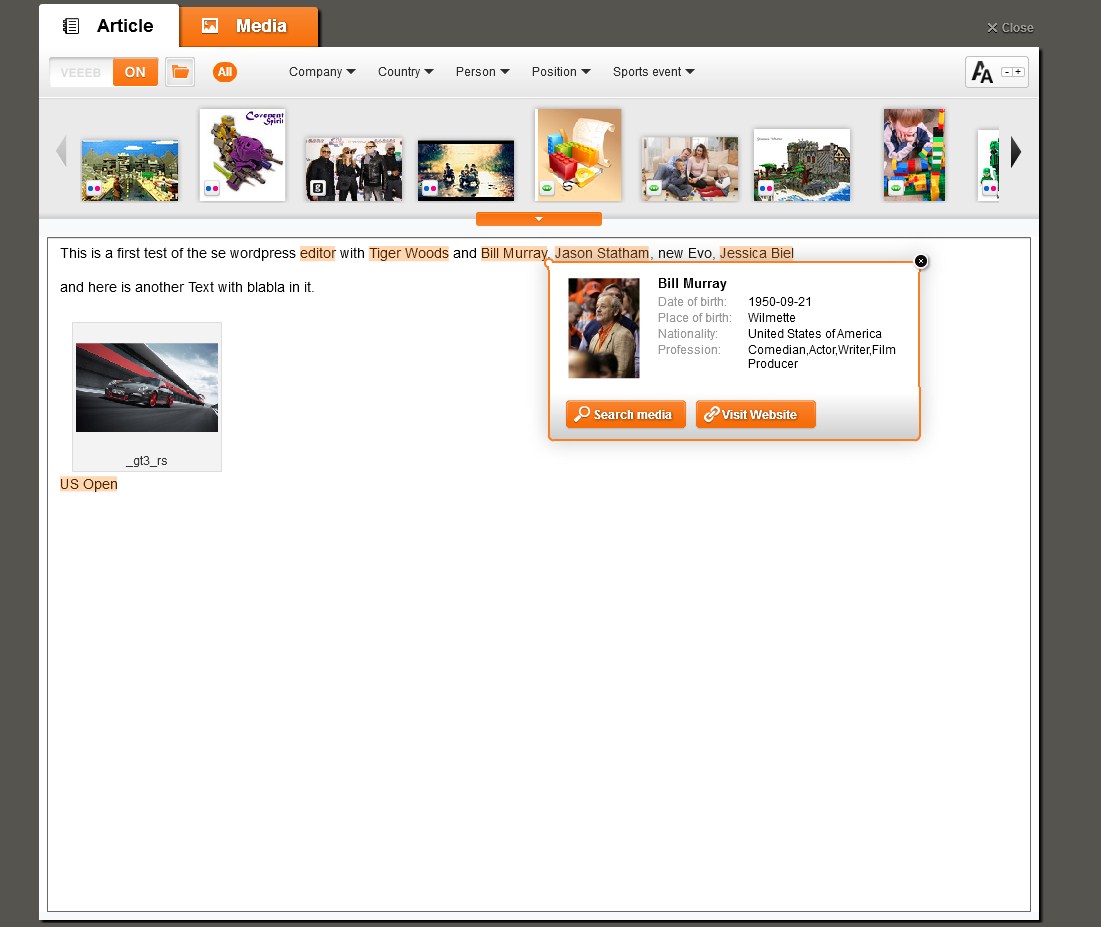 Article
Media
Close
VEEEB
ON
All
Company
Country
Person
Position
Sports event
AA
- +
Covenent
Spirit
g
This is a first test of the se wordpress editor with Tiger Woods and Bill Murray, Jason Statham, new Evo, Jessica Biel
and here is another Text with blabla in it.
_gt3_rs
US Open
Bill Murray
Date of birth: 1950-09-21
Place of birth: Wilmette
Nationality: United States of America
Profession: Comedian,Actor,Writer,Film
Producer
Search media
Visit Website